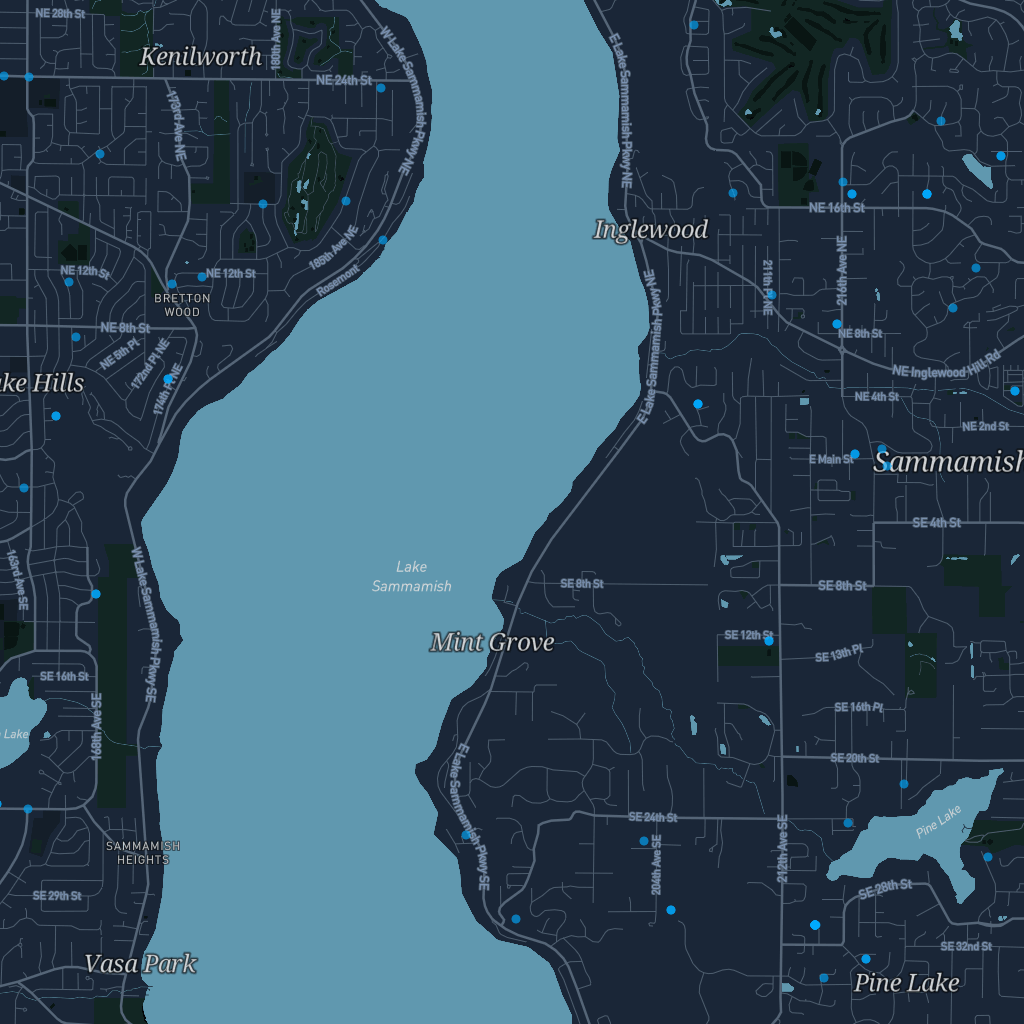 NE 28th St
180th Ave NE
W Lake Sammamish Pkwy NE
E Lake Sammamish Pkwy NE
Kenilworth
NE 24th St
173rd Ave NE
NE 16th St
Inglewood
185th Ave NE
NE 12th St
NE 12th St
Rosemont
211th Pl NE
216th Ave NE
BRETTON
WOOD
NE 8th St
NE 5th Pl
172nd Pl NE
174th Pl NE
E Lake Sammamish Pkwy NE
NE 8th St
NE Inglewood Hill Rd
ake Hills
NE 4th St
NE 2nd St
E Main St
Sammamish
SE 4th St
163rd Ave SE
W Lake Sammamish Pkwy SE
Lake
Sammamish
SE 8th St
SE 8th St
Mint Grove
SE 12th St
SE 13th Pl
SE 16th St
168th Ave SE
SE 16th Pl
Lake
SE 20th St
E Lake Sammamish Pkwy SE
SE 24th St
Pine Lake
SAMMAMISH
HEIGHTS
204th Ave SE
212th Ave SE
SE 29th St
SE 28th St
SE 32nd St
Vasa Park
Pine Lake